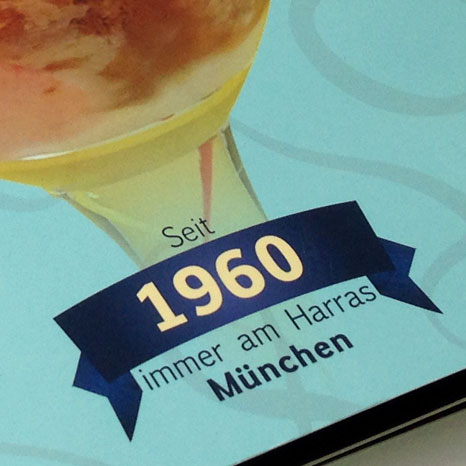 Seit
1960
immer am Harras
München